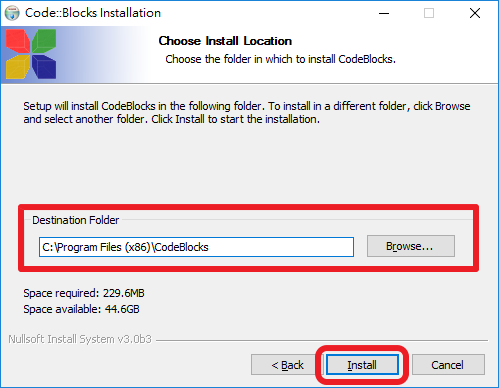 Code::Blocks Installation
Choose Install Location
Choose the folder in which to install CodeBlocks.
Setup will install CodeBlocks in the following folder. To install in a different folder, click Browse
and select another folder. Click Install to start the installation.
Destination Folder
C:\Program Files (x86)\CodeBlocks
Browse...
Space required: 229.6MB
Space available: 44.6GB
Nullsoft Install System v3.0b3
< Back
Install
Cancel